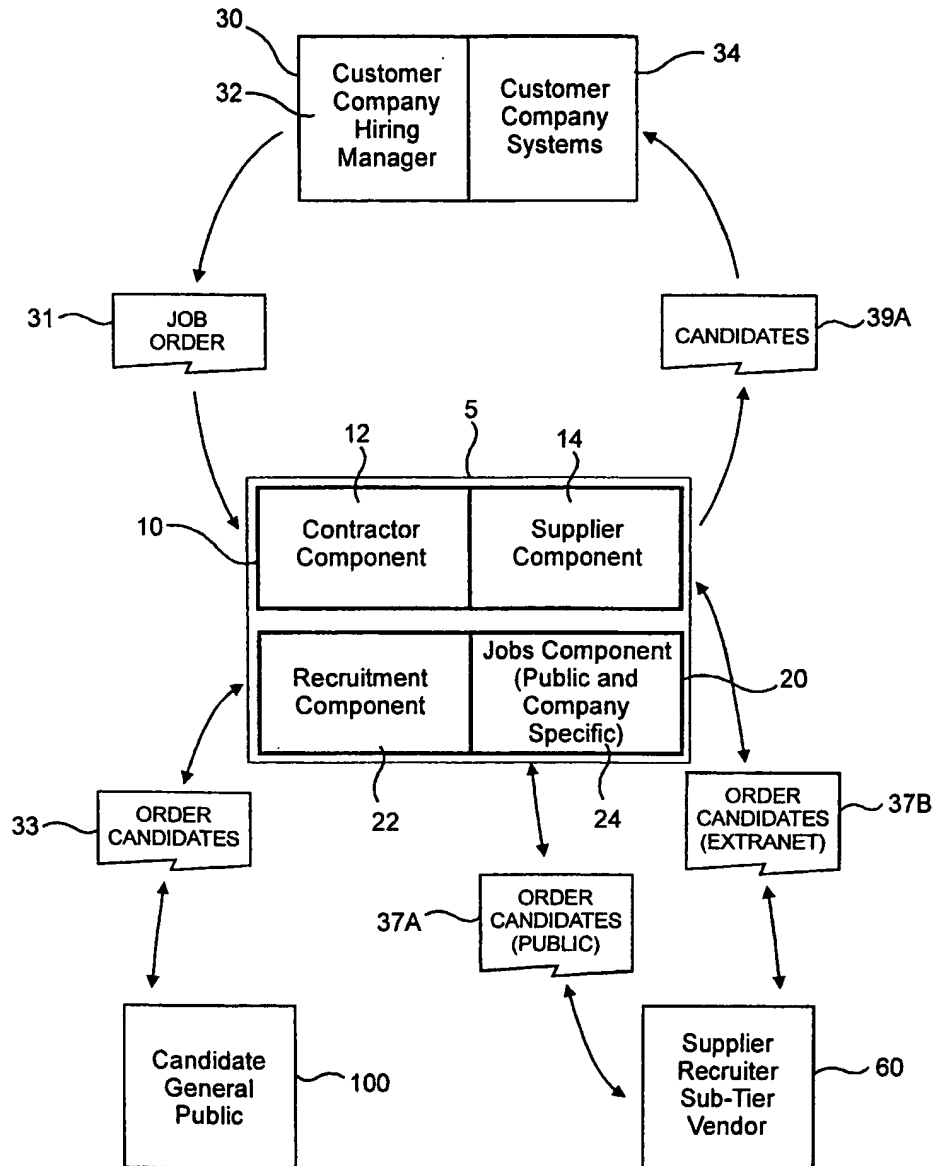 30
34
32
Customer
Company
Hiring
Manager
Customer
Company
Systems
31
JOB
ORDER
CANDIDATES
39A
5
12
14
10
Contractor
Component
Supplier
Component
Recruitment
Component
Jobs Component
(Public and
Company
Specific)
20
22
24
33
ORDER
CANDIDATES
37A
ORDER
CANDIDATES
(PUBLIC)
ORDER
CANDIDATES
(EXTRANET)
37B
Candidate
General
Public
100
Supplier
Recruiter
Sub-Tier
Vendor
60